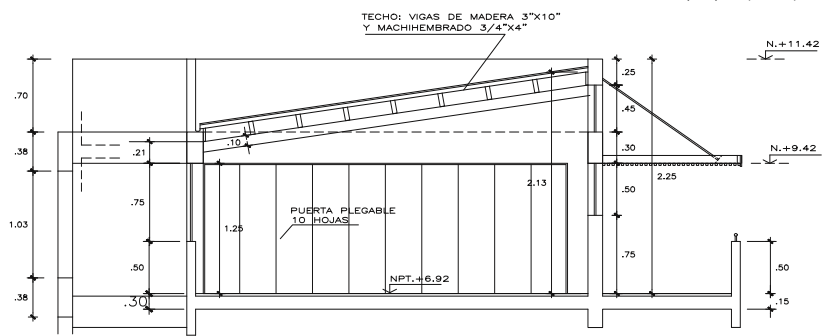 TECHO: VIGAS DE MADERA 3"X10"
Y MACHIHEMBRADO 3/4"X4"
N.+11.42
.25
.70
.45
.10
.38
.21
.30
N.+9.42
2.13
2.25
.50
.75
PUERTA PLEGABLE
10 HOJAS
1.25
1.03
.75
NPT.+6.92
.50
.50
.38
.30
.15